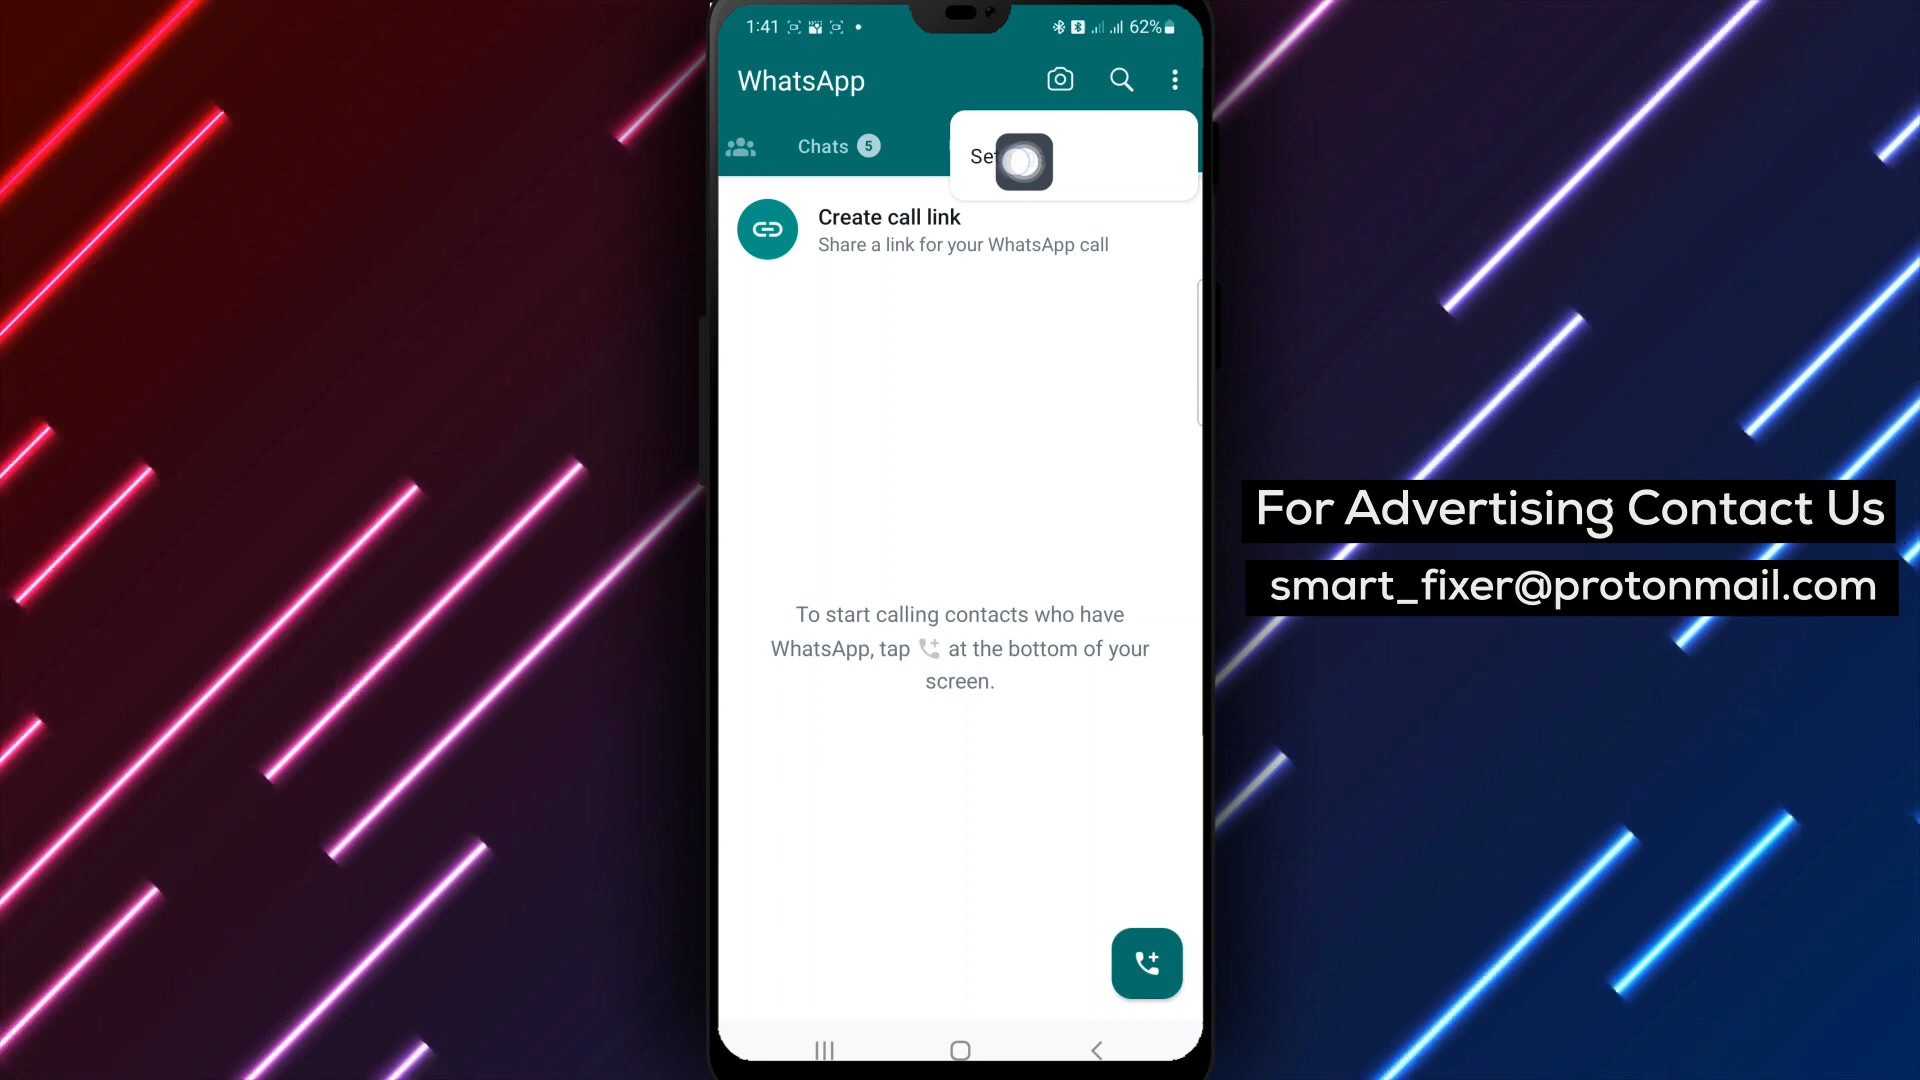 1:41
62%
WhatsApp
Chats 5
Create call link
Share a link for your WhatsApp call
To start calling contacts who have
WhatsApp, tap at the bottom of your
screen.
For Advertising Contact Us
smart_fixer@protonmail.com